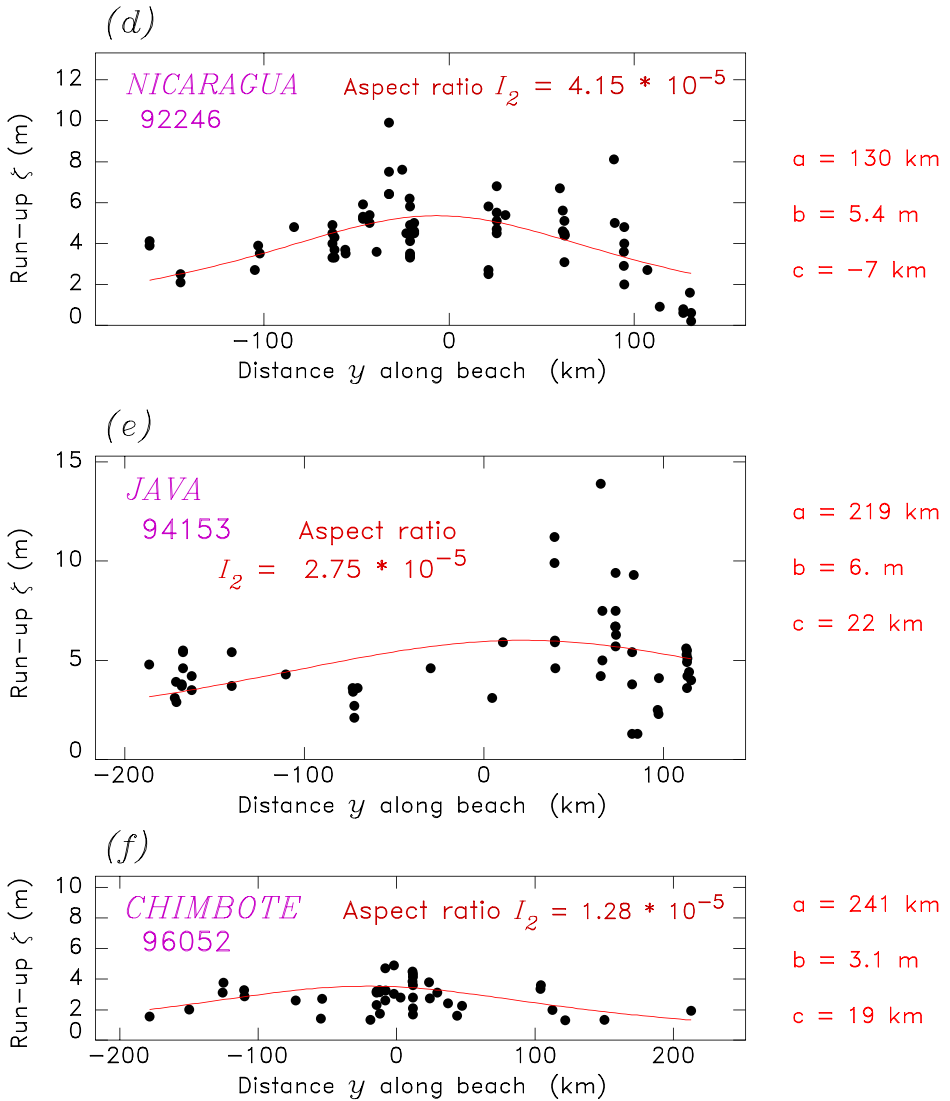 (d)
NICARAGUA
92246
Aspect ratio I_2 = 4.15 * 10^-5
Run-up ζ (m)
12
10
8
6
4
2
0
-100 0 100
Distance y along beach (km)
a = 130 km
b = 5.4 m
c = -7 km
(e)
JAVA
94153
Aspect ratio
I_2 = 2.75 * 10^-5
Run-up ζ (m)
15
10
5
0
-200 -100 0 100
Distance y along beach (km)
a = 219 km
b = 6. m
c = 22 km
(f)
CHIMBOTE
96052
Aspect ratio I_2 = 1.28 * 10^-5
Run-up ζ (m)
10
8
6
4
2
0
-200 -100 0 100 200
Distance y along beach (km)
a = 241 km
b = 3.1 m
c = 19 km